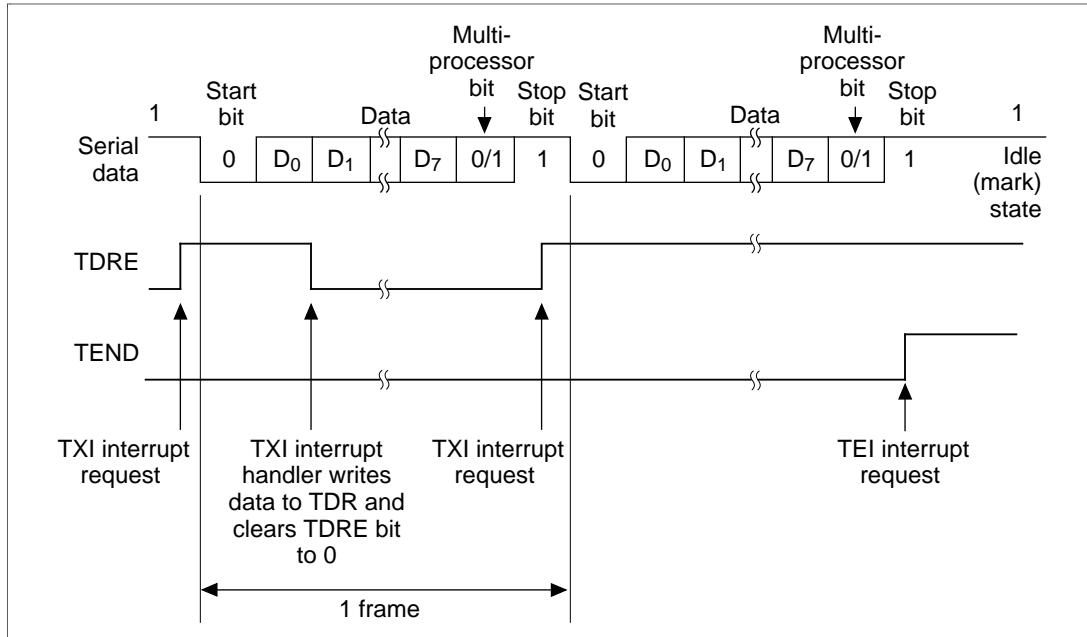 Multi-
processor
bit
Multi-
processor
bit
Start
bit
Stop
bit
Start
bit
Stop
bit
1
Data
Data
1
Serial
data
0
D0
D1
D7
0/1
1
0
D0
D1
D7
0/1
1
Idle
(mark)
state
TDRE
TEND
TXI interrupt
request
TXI interrupt
handler writes
data to TDR and
clears TDRE bit
to 0
TXI interrupt
request
TEI interrupt
request
1 frame